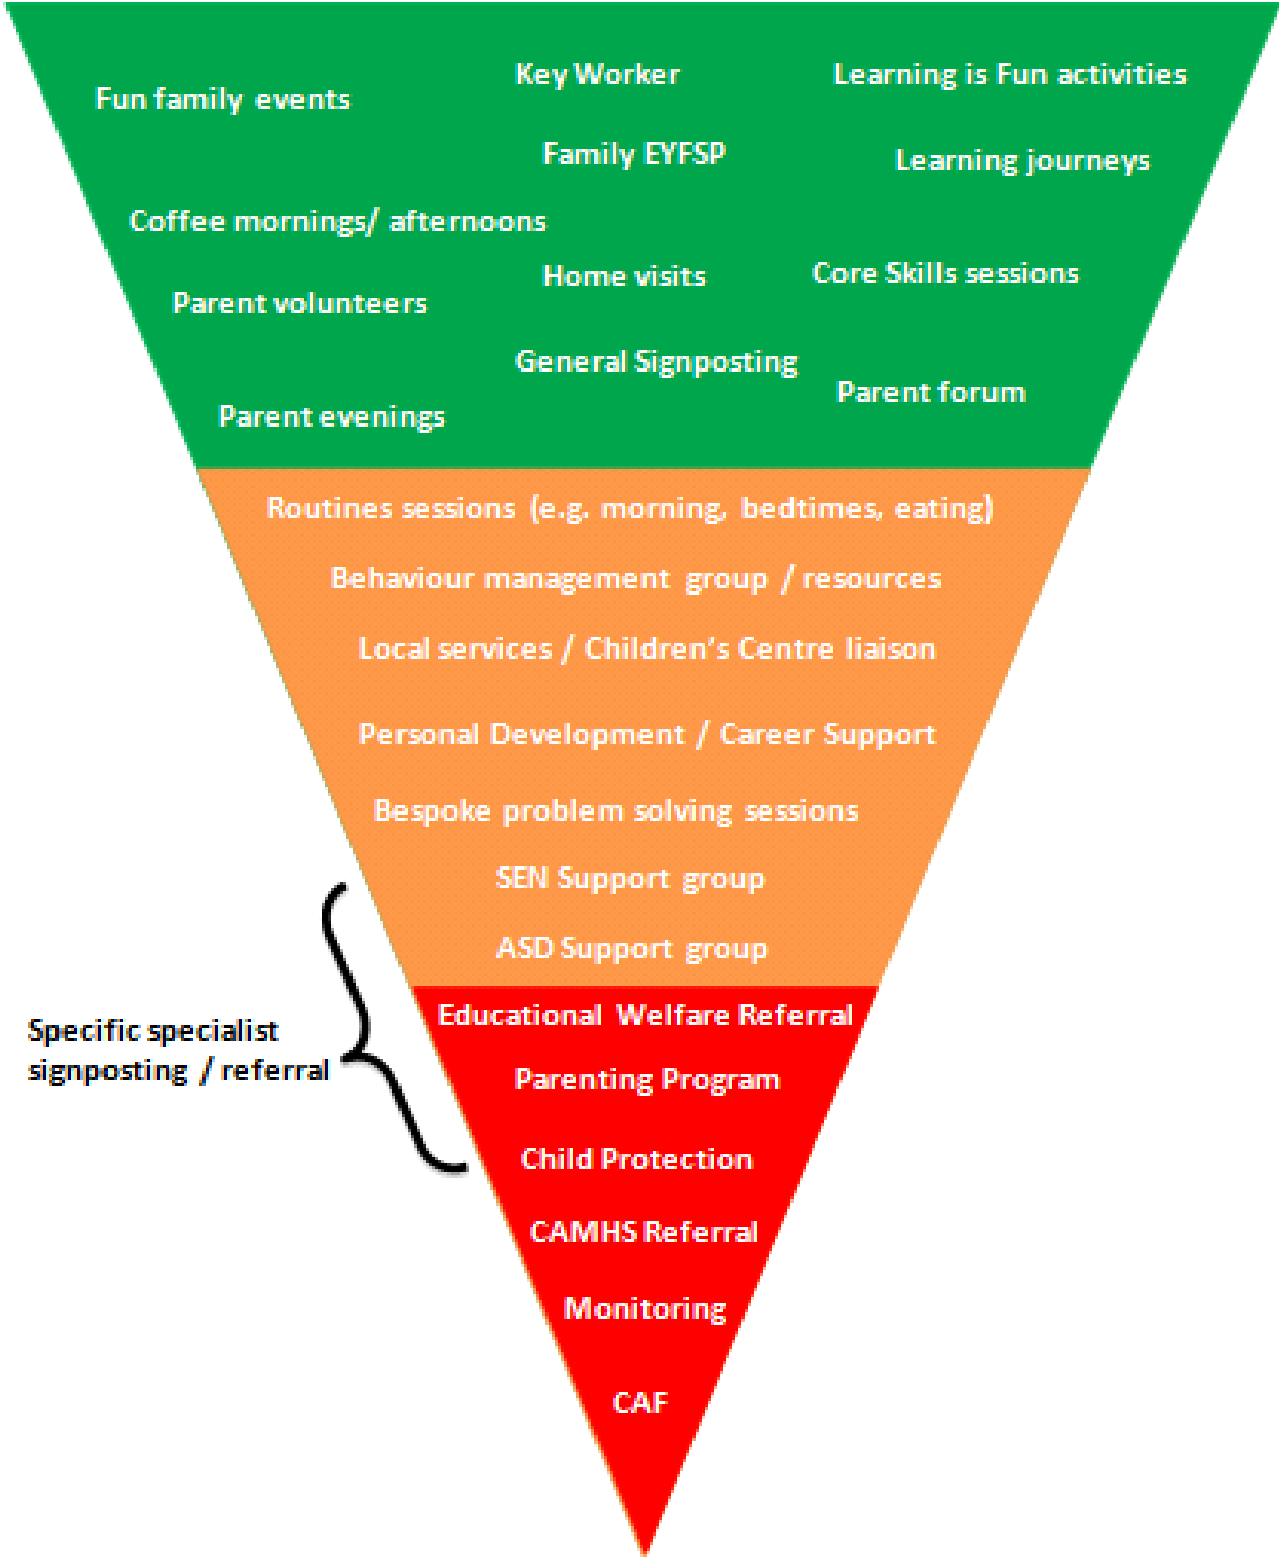 Key Worker
Learning is Fun activities
Fun family events
Family EYFSP
Learning journeys
Coffee mornings/ afternoons
Home visits
Core Skills sessions
Parent volunteers
General Signposting
Parent forum
Parent evenings
Routines sessions (e.g. morning, bedtimes, eating)
Behaviour management group / resources
Local services / Children's Centre liaison
Personal Development / Career Support
Bespoke problem solving sessions
SEN Support group
ASD Support group
Specific specialist
signposting / referral
Educational Welfare Referral
Parenting Program
Child Protection
CAMHS Referral
Monitoring
CAF